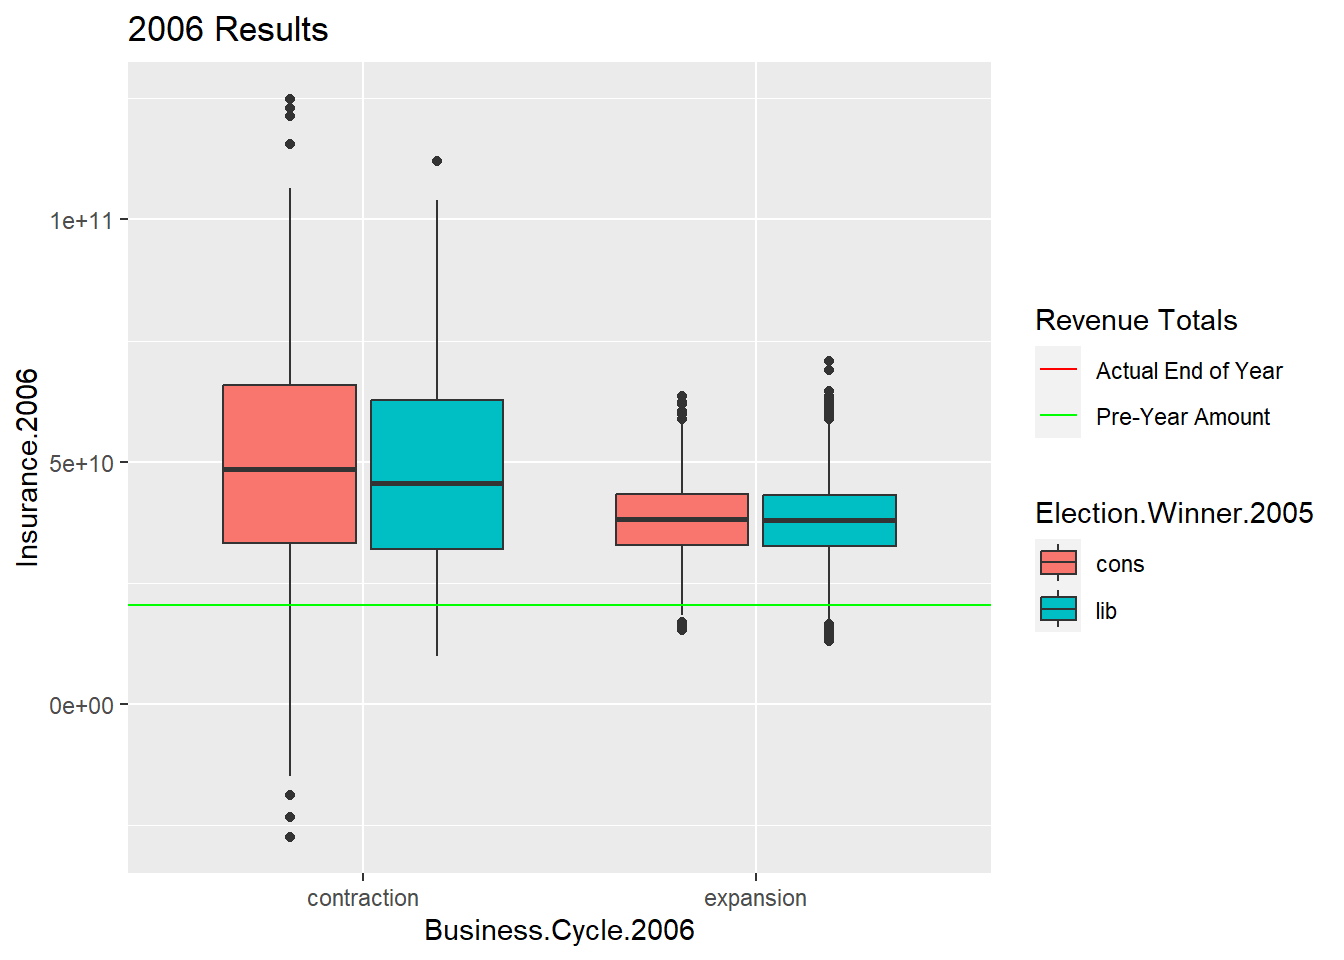 2006 Results
Insurance.2006
1e+11
5e+10
0e+00
contraction
expansion
Business.Cycle.2006
Revenue Totals
Actual End of Year
Pre-Year Amount
Election.Winner.2005
cons
lib